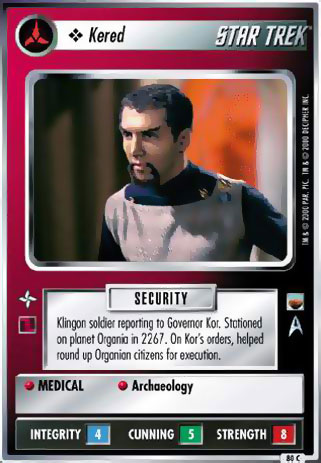 ❖ Kered
STAR TREK
TM & © 2000 PAR. PIC. TM & © 2000 DECIPHER INC.
SECURITY
Klingon soldier reporting to Governor Kor. Stationed
on planet Organia in 2267. On Kor's orders, helped
round up Organian citizens for execution.
MEDICAL
Archaeology
INTEGRITY 4 CUNNING 5 STRENGTH 8
80 C